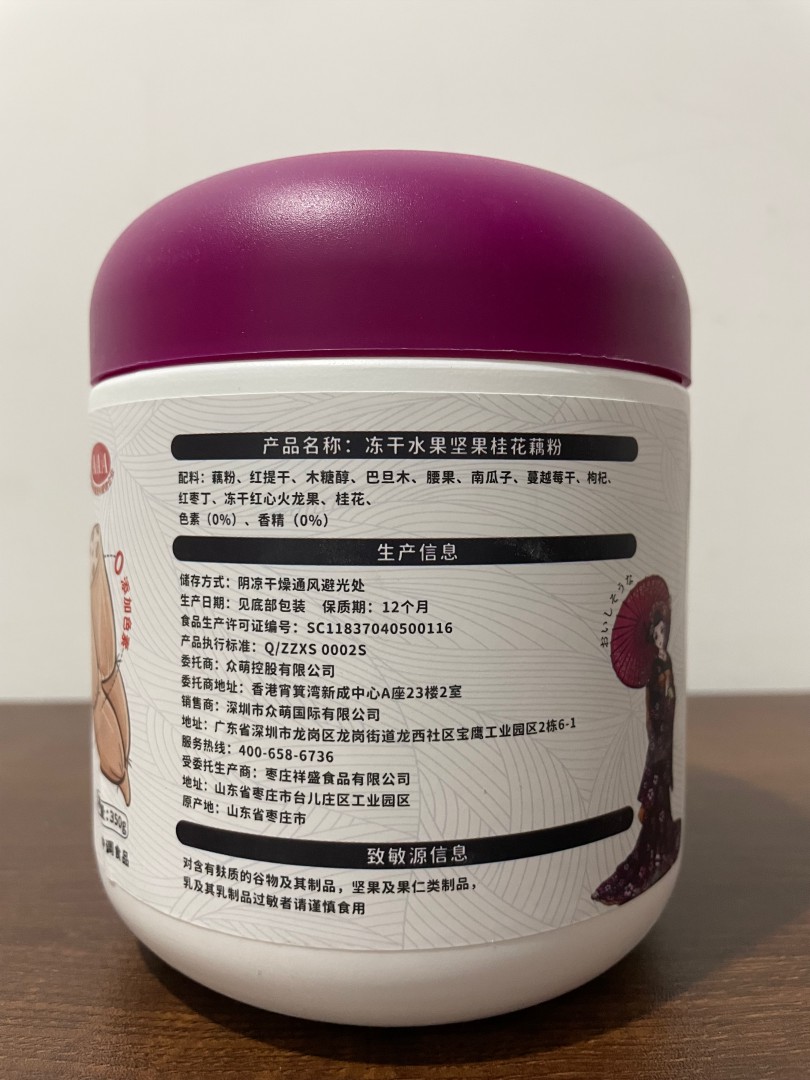 产品名称：冻干水果坚果桂花藕粉
配料：藕粉、红提干、木糖醇、巴旦木、腰果、南瓜子、蔓越莓干、枸杞、
红枣丁、冻干红心火龙果、桂花、
色素（0%）、香精（0%）
生产信息
储存方式：阴凉干燥通风避光处
生产日期：见底部包装 保质期：12个月
食品生产许可证编号：SC11837040500116
产品执行标准：Q/ZZXS 0002S
委托商：众萌控股有限公司
委托商地址：香港宵箕湾新成中心A座23楼2室
销售商：深圳市众萌国际有限公司
地址：广东省深圳市龙岗区龙岗街道龙西社区宝鹰工业园区2栋6-1
服务热线：400-658-6736
受委托生产商：枣庄祥盛食品有限公司
地址：山东省枣庄市台儿庄区工业园区
原产地：山东省枣庄市
致敏源信息
对含有麸质的谷物及其制品，坚果及果仁类制品，
乳及其乳制品过敏者请谨慎食用
0添加色素
：350g
调食品
おいしそうな